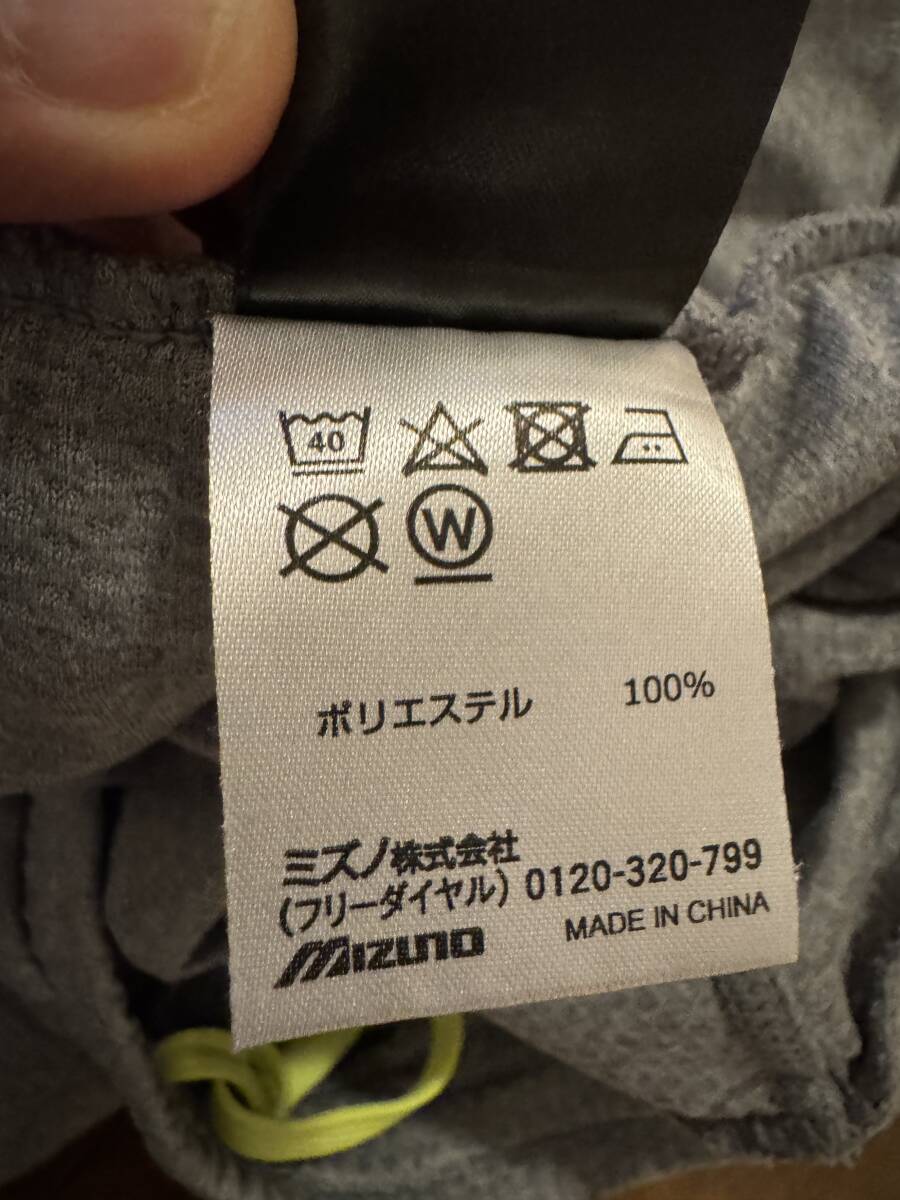 40
W
ポリエステル 100%
ミズノ株式会社
(フリーダイヤル) 0120-320-799
MIZUNO MADE IN CHINA